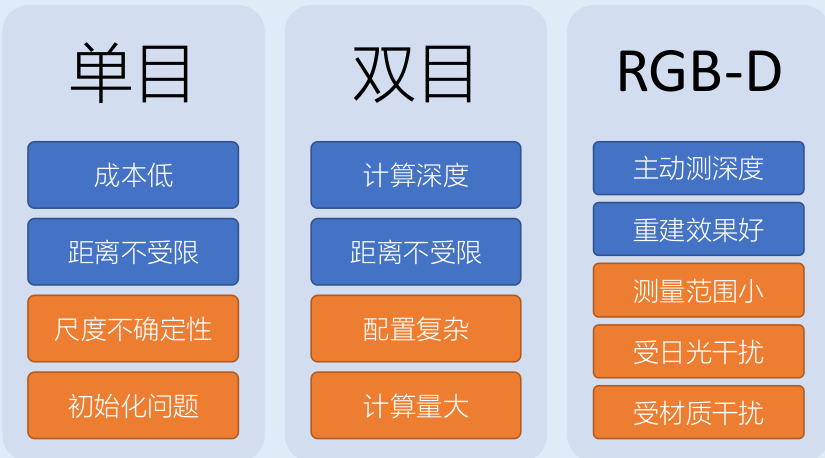 单目
成本低
距离不受限
尺度不确定性
初始化问题
双目
计算深度
距离不受限
配置复杂
计算量大
RGB-D
主动测深度
重建效果好
测量范围小
受日光干扰
受材质干扰